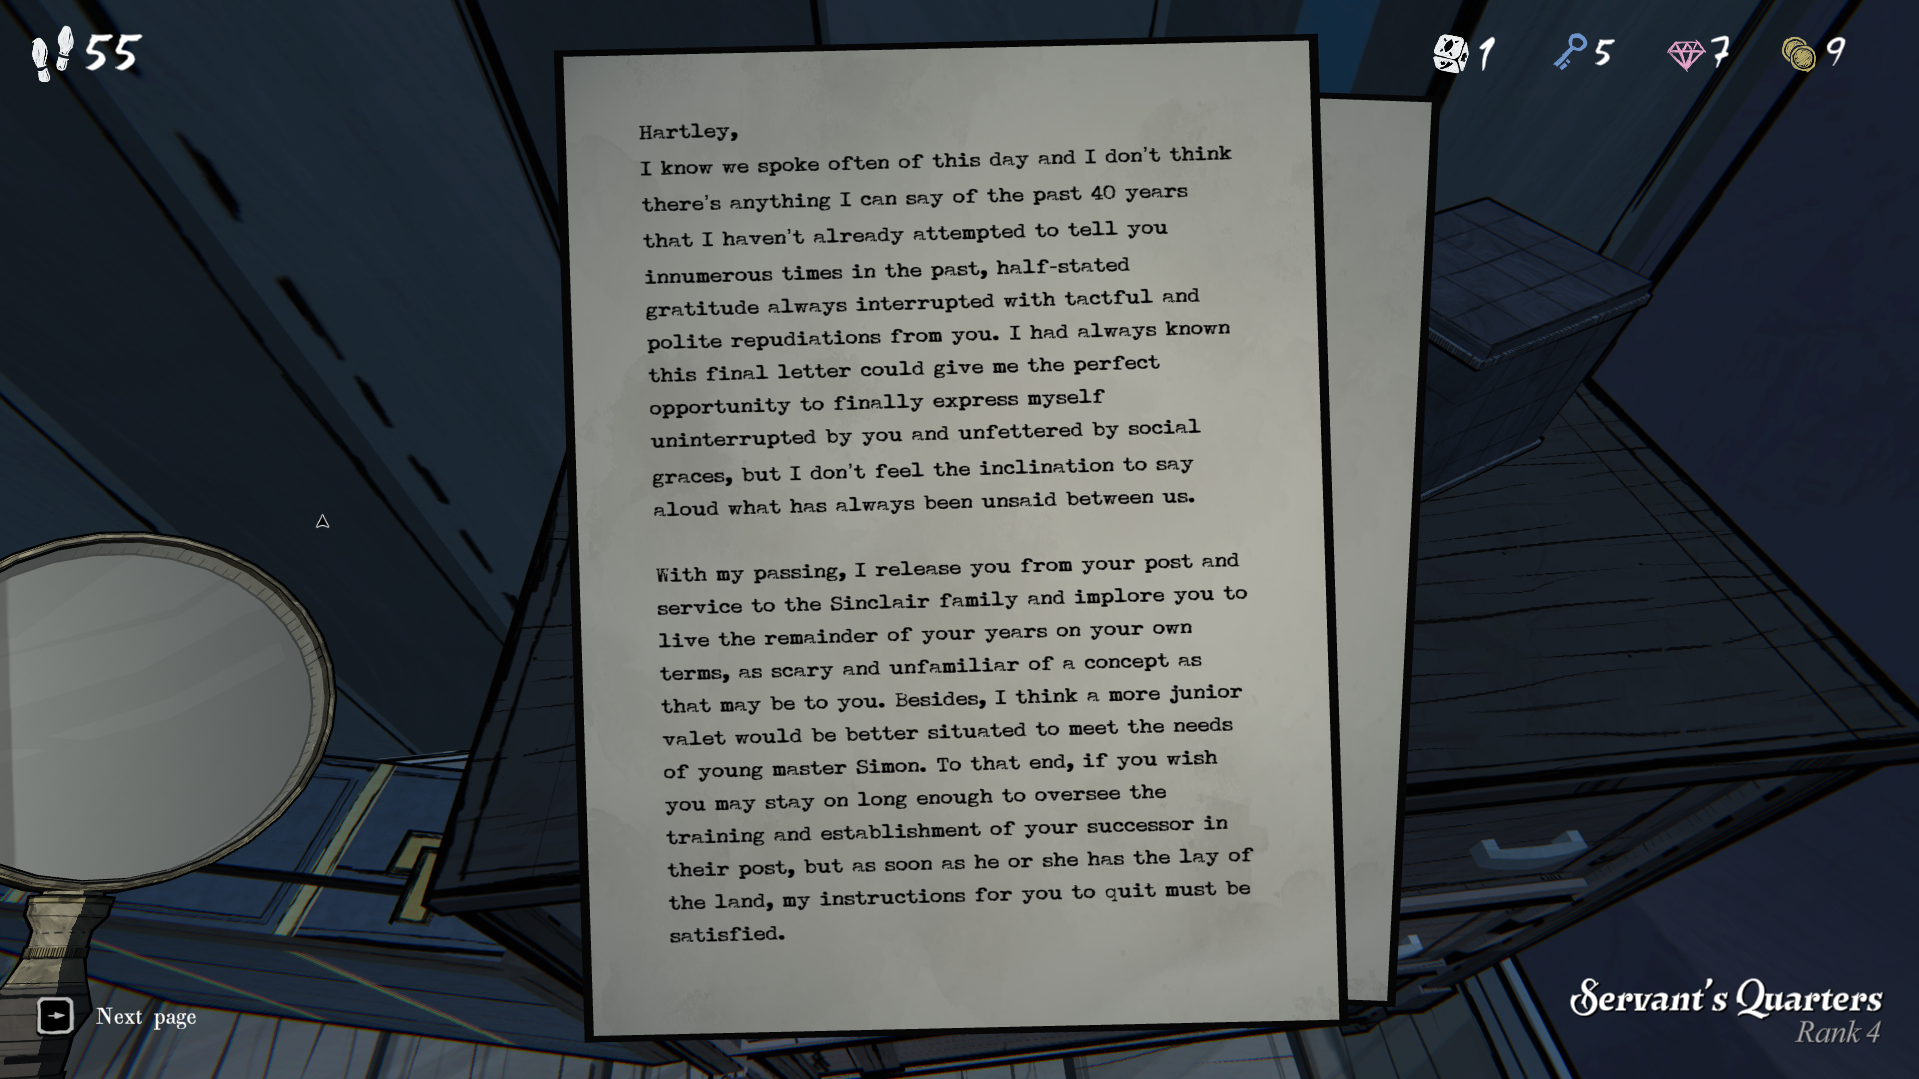 55
1
5
7
9
Hartley,
I know we spoke often of this day and I don't think
there's anything I can say of the past 40 years
that I haven't already attempted to tell you
innumerous times in the past, half-stated
gratitude always interrupted with tactful and
polite repudiations from you. I had always known
this final letter could give me the perfect
opportunity to finally express myself
uninterrupted by you and unfettered by social
graces, but I don't feel the inclination to say
aloud what has always been unsaid between us.
With my passing, I release you from your post and
service to the Sinclair family and implore you to
live the remainder of your years on your own
terms, as scary and unfamiliar of a concept as
that may be to you. Besides, I think a more junior
valet would be better situated to meet the needs
of young master Simon. To that end, if you wish
you may stay on long enough to oversee the
training and establishment of your successor in
their post, but as soon as he or she has the lay of
the land, my instructions for you to quit must be
satisfied.
Next page
Servant's Quarters
Rank 4